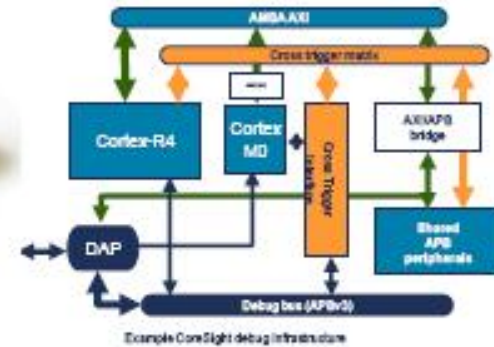 AMBA AXI
Cross trigger matrix
Cortex-R4
Cortex
M0
Cross Trigger
AXI/APB
bridge
DAP
Shared
APB
peripherals
Debug bus (APBv3)
Example CoreSight debug infrastructure